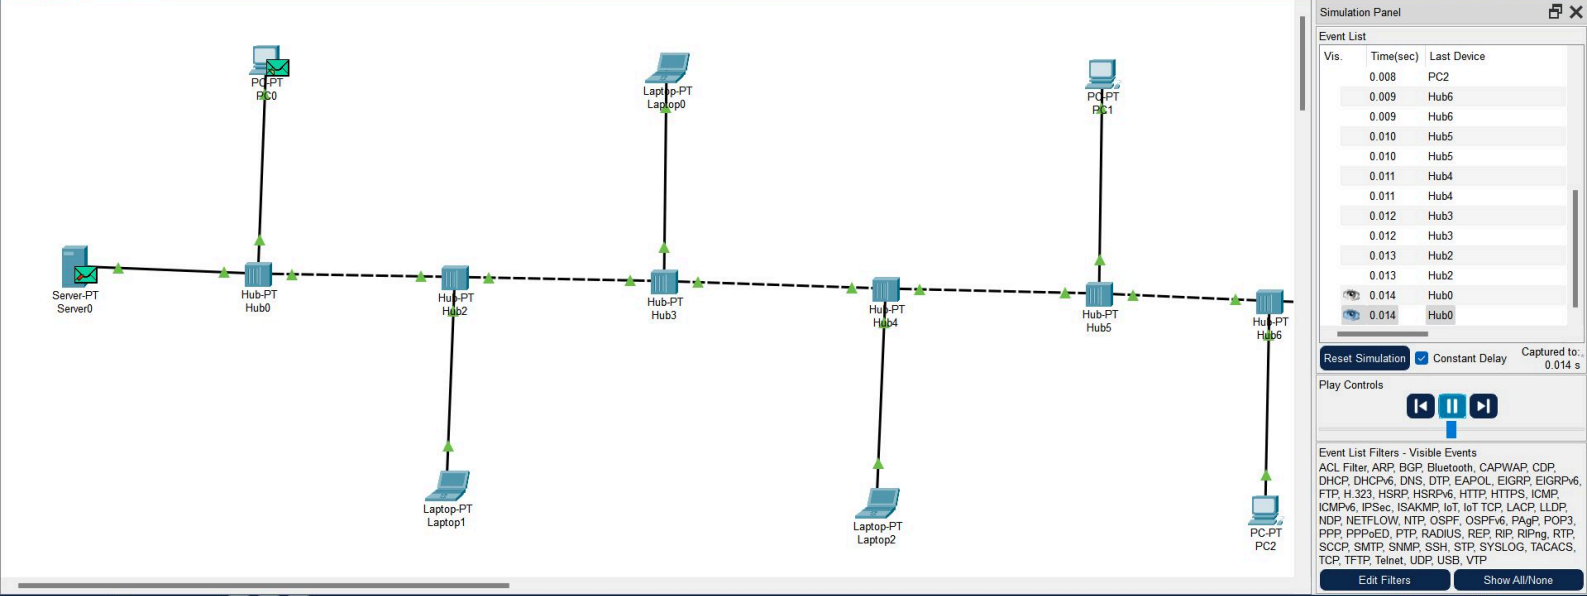 PC-PT
PC0
Laptop-PT
Laptop0
PC-PT
PC1
Server-PT
Server0
Hub-PT
Hub0
Hub-PT
Hub2
Hub-PT
Hub3
Hub-PT
Hub4
Hub-PT
Hub5
Hub-PT
Hub6
Laptop-PT
Laptop1
Laptop-PT
Laptop2
PC-PT
PC2
Simulation Panel
Event List
Vis. Time(sec) Last Device
0.008 PC2
0.009 Hub6
0.009 Hub6
0.010 Hub5
0.010 Hub5
0.011 Hub4
0.011 Hub4
0.012 Hub3
0.012 Hub3
0.013 Hub2
0.013 Hub2
0.014 Hub0
0.014 Hub0
Reset Simulation Constant Delay Captured to:
0.014 s
Play Controls
Event List Filters - Visible Events
ACL Filter, ARP, BGP, Bluetooth, CAPWAP, CDP,
DHCP, DHCPv6, DNS, DTP, EAPOL, EIGRP, EIGRPv6,
FTP, H.323, HSRP, HSRPv6, HTTP, HTTPS, ICMP,
ICMPv6, IPSec, ISAKMP, IoT, IoT TCP, LACP, LLDP,
NDP, NETFLOW, NTP, OSPF, OSPFv6, PAgP, POP3,
PPP, PPPoED, PTP, RADIUS, REP, RIP, RIPng, RTP,
SCCP, SMTP, SNMP, SSH, STP, SYSLOG, TACACS,
TCP, TFTP, Telnet, UDP, USB, VTP
Edit Filters Show All/None